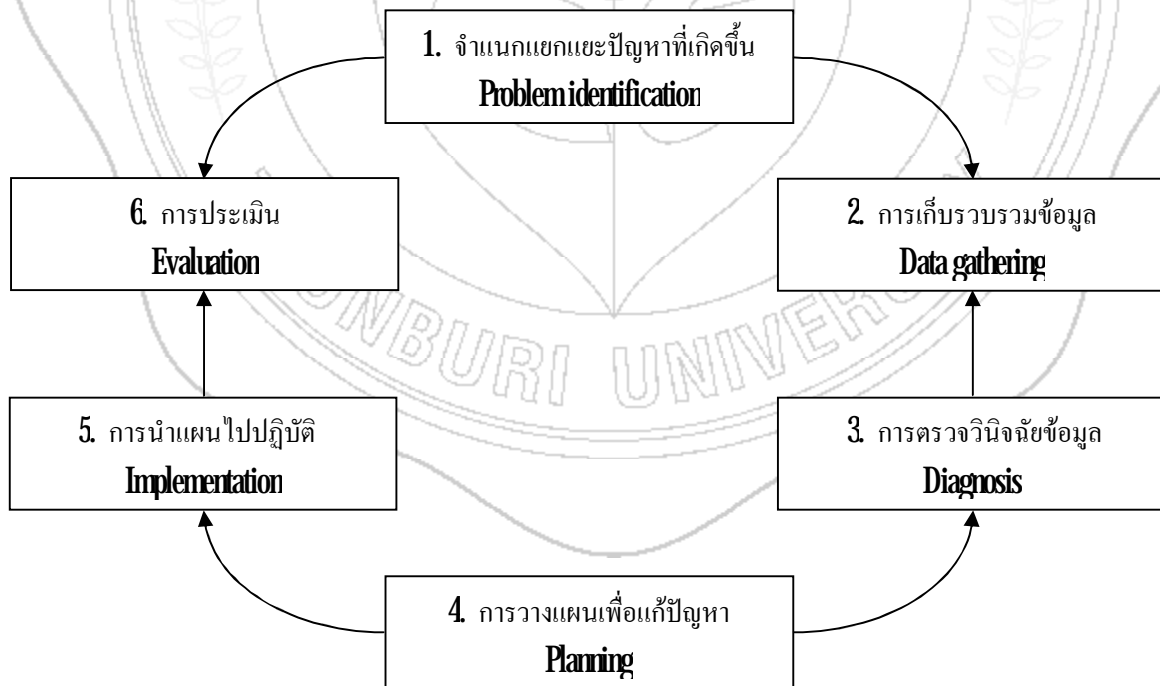 1. จำแนกแยกแยะปัญหาที่เกิดขึ้น
Problem identification
6. การประเมิน
Evaluation
2. การเก็บรวบรวมข้อมูล
Data gathering
5. การนำแผนไปปฏิบัติ
Implementation
3. การตรวจวินิจฉัยข้อมูล
Diagnosis
4. การวางแผนเพื่อแก้ปัญหา
Planning
ONBURI UNIVER